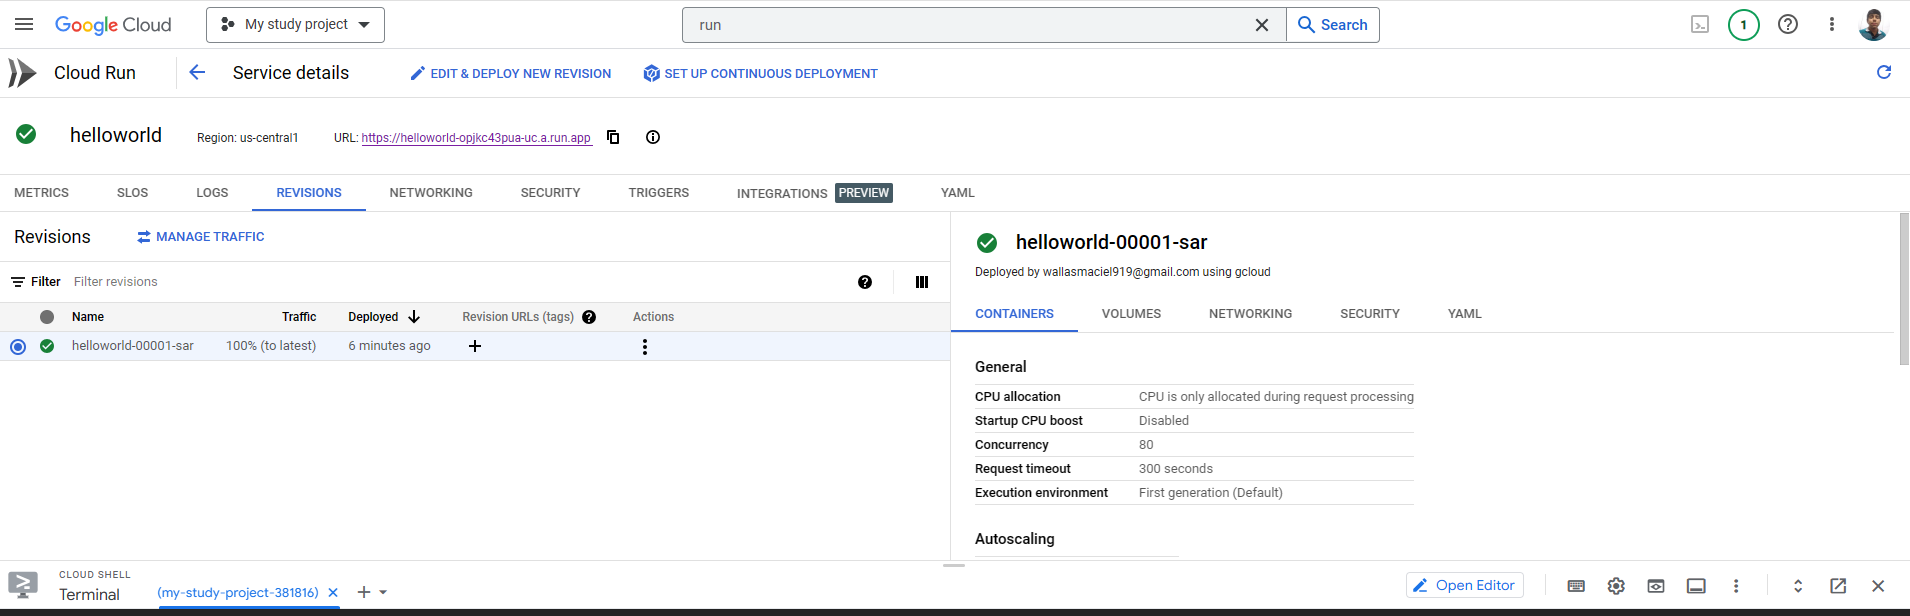 Google Cloud My study project run Search 1
Cloud Run Service details EDIT & DEPLOY NEW REVISION SET UP CONTINUOUS DEPLOYMENT
helloworld Region: us-central1 URL: https://helloworld-opjkc43pua-uc.a.run.app
METRICS SLOS LOGS REVISIONS NETWORKING SECURITY TRIGGERS INTEGRATIONS PREVIEW YAML
Revisions MANAGE TRAFFIC
Filter Filter revisions
Name Traffic Deployed Revision URLs (tags) Actions
helloworld-00001-sar 100% (to latest) 6 minutes ago
helloworld-00001-sar
Deployed by wallasmaciel919@gmail.com using gcloud
CONTAINERS VOLUMES NETWORKING SECURITY YAML
General
CPU allocation CPU is only allocated during request processing
Startup CPU boost Disabled
Concurrency 80
Request timeout 300 seconds
Execution environment First generation (Default)
Autoscaling
CLOUD SHELL
Terminal (my-study-project-381816) Open Editor